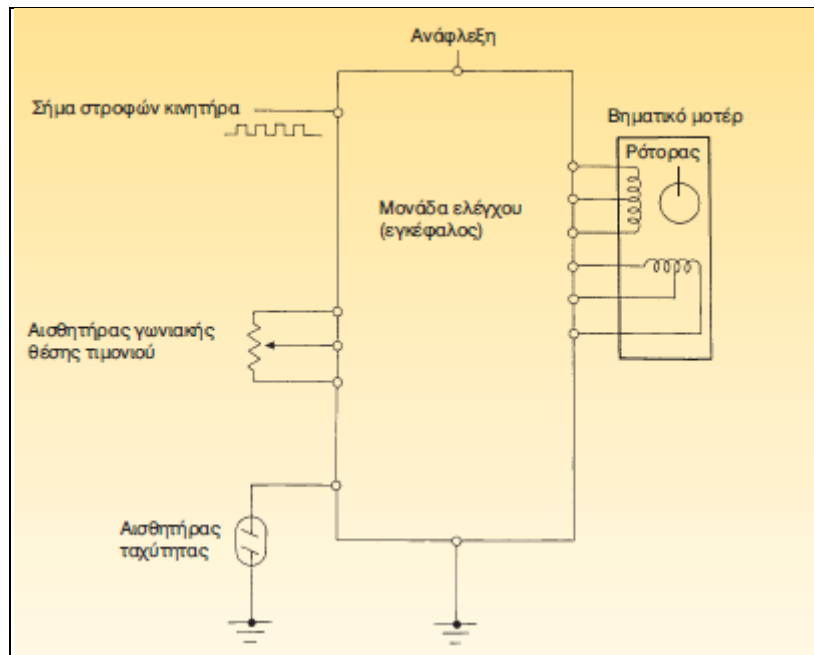 Ανάφλεξη
Σήμα στροφών κινητήρα
Βηματικό μοτέρ
Ρότορας
Μονάδα ελέγχου
(εγκέφαλος)
Αισθητήρας γωνιακής
θέσης τιμονιού
Αισθητήρας
ταχύτητας